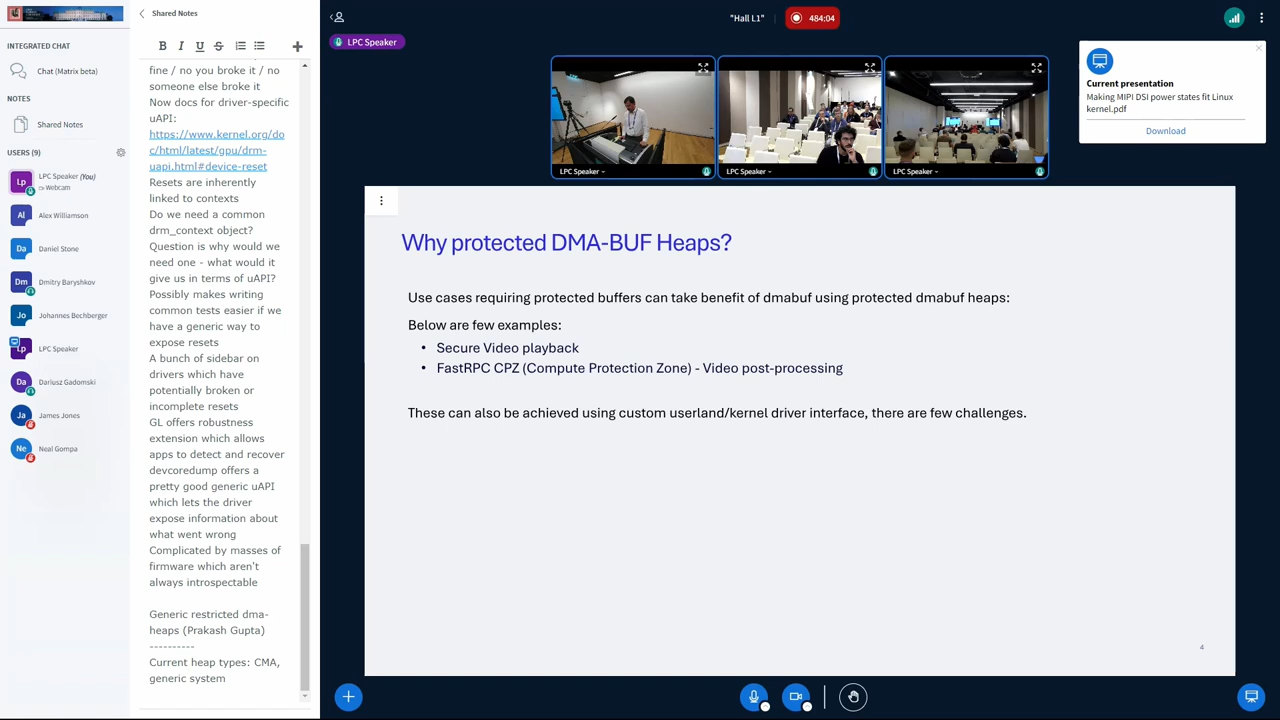 INTEGRATED CHAT
Chat (Matrix beta)
NOTES
Shared Notes
USERS (9)
Lp LPC Speaker (You)
Webcam
Al Alex Williamson
Da Daniel Stone
Dm Dmitry Baryshkov
Jo Johannes Bechberger
Lp LPC Speaker
Da Dariusz Gadomski
Ja James Jones
Ne Neal Gompa
Shared Notes
B I U S
fine / no you broke it / no
someone else broke it
Now docs for driver-specific
uAPI:
https://www.kernel.org/do
c/html/latest/gpu/drm-
uapi.html#device-reset
Resets are inherently
linked to contexts
Do we need a common
drm_context object?
Question is why would we
need one - what would it
give us in terms of uAPI?
Possibly makes writing
common tests easier if we
have a generic way to
expose resets
A bunch of sidebar on
drivers which have
potentially broken or
incomplete resets
GL offers robustness
extension which allows
apps to detect and recover
devcoredump offers a
pretty good generic uAPI
which lets the driver
expose information about
what went wrong
Complicated by masses of
firmware which aren't
always introspectable
Generic restricted dma-
heaps (Prakash Gupta)
----------
Current heap types: CMA,
generic system
"Hall L1"
484:04
LPC Speaker
LPC Speaker
LPC Speaker
LPC Speaker
Current presentation
Making MIPI DSI power states fit Linux
kernel.pdf
Download
Why protected DMA-BUF Heaps?
Use cases requiring protected buffers can take benefit of dmabuf using protected dmabuf heaps:
Below are few examples:
• Secure Video playback
• FastRPC CPZ (Compute Protection Zone) - Video post-processing
These can also be achieved using custom userland/kernel driver interface, there are few challenges.
4